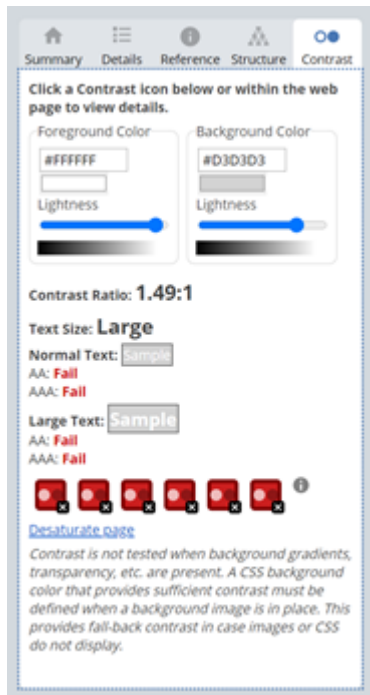 Summary Details Reference Structure Contrast
Click a Contrast icon below or within the web
page to view details.
Foreground Color Background Color
#FFFFFF #D3D3D3
Lightness Lightness
Contrast Ratio: 1.49:1
Text Size: Large
Normal Text: Sample
AA: Fail
AAA: Fail
Large Text: Sample
AA: Fail
AAA: Fail
Desaturate page
Contrast is not tested when background gradients,
transparency, etc. are present. A CSS background
color that provides sufficient contrast must be
defined when a background image is in place. This
provides fall-back contrast in case images or CSS
do not display.